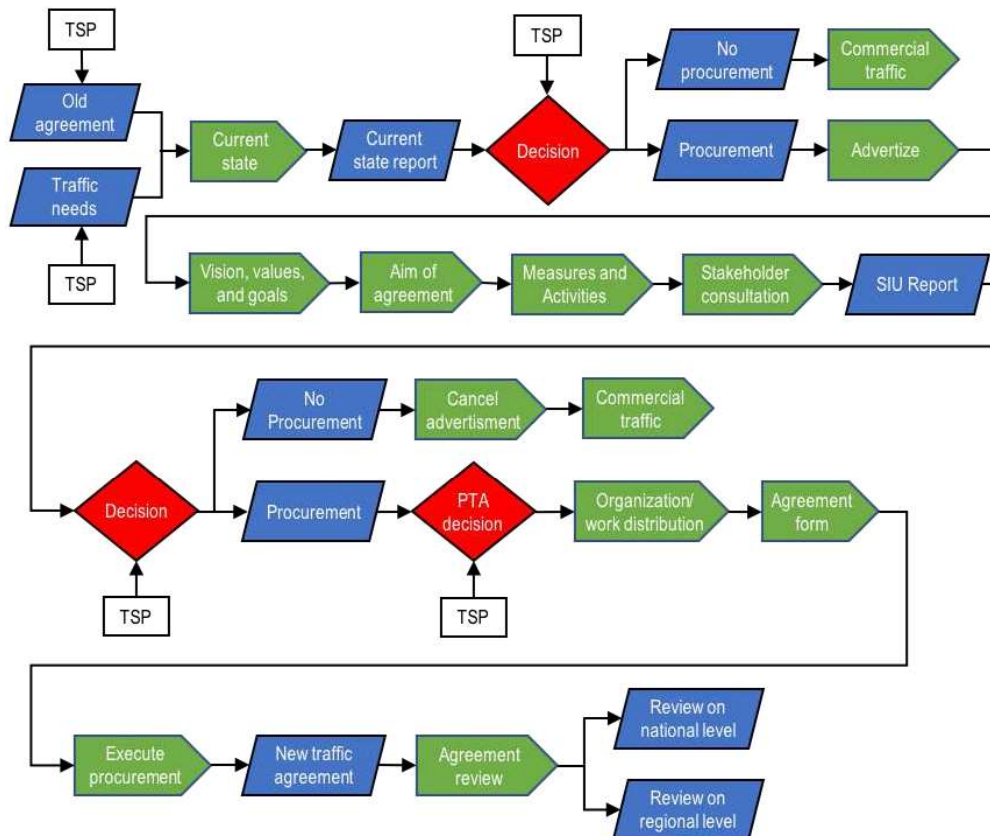 TSP
TSP
Old
agreement
Traffic
needs
TSP
Current
state
Current
state report
Decision
No
procurement
Commercial
traffic
Procurement
Advertize
Vision, values,
and goals
Aim of
agreement
Measures and
Activities
Stakeholder
consultation
SIU Report
No
Procurement
Cancel
advertisment
Commercial
traffic
Decision
Procurement
PTA
decision
Organization/
work distribution
Agreement
form
TSP
TSP
Execute
procurement
New traffic
agreement
Agreement
review
Review on
national level
Review on
regional level